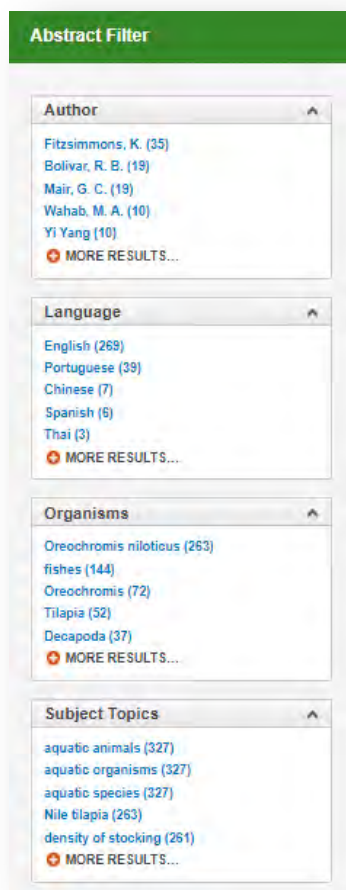 Abstract Filter
Author
Fitzsimmons, K. (35)
Bolivar, R. B. (19)
Mair, G. C. (19)
Wahab, M. A. (10)
Yi Yang (10)
MORE RESULTS...
Language
English (269)
Portuguese (39)
Chinese (7)
Spanish (6)
Thai (3)
MORE RESULTS...
Organisms
Oreochromis niloticus (263)
fishes (144)
Oreochromis (72)
Tilapia (52)
Decapoda (37)
MORE RESULTS...
Subject Topics
aquatic animals (327)
aquatic organisms (327)
aquatic species (327)
Nile tilapia (263)
density of stocking (261)
MORE RESULTS...